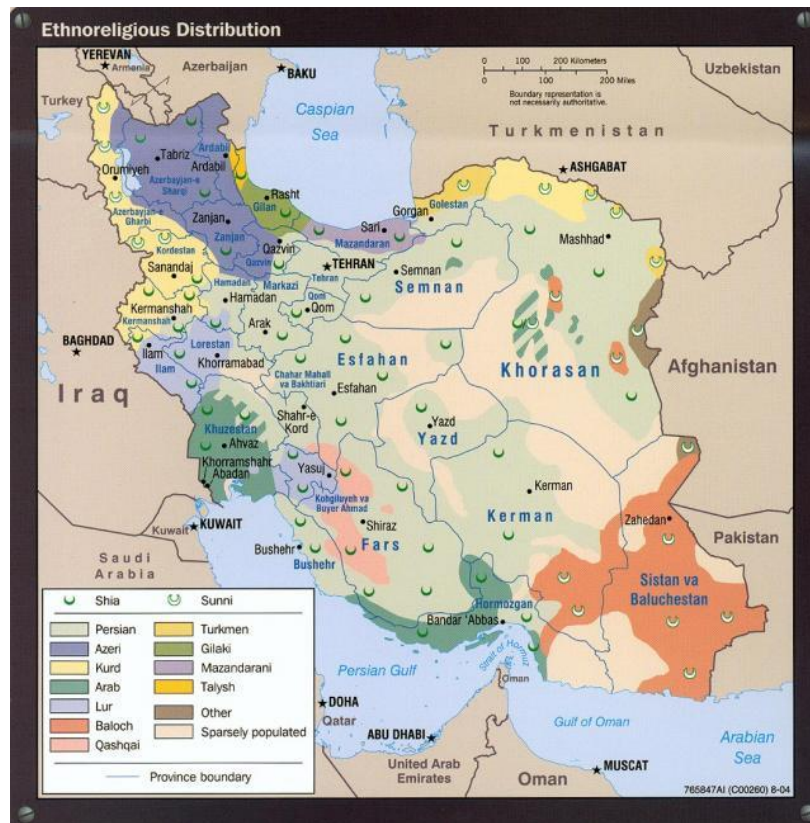 Ethnoreligious Distribution
YEREVAN
Armenia
Azerbaijan
BAKU
Turkey
Caspian
Sea
0 100 200 Kilometers
0 100 200 Miles
Boundary representation is
not necessarily authoritative.
Uzbekistan
Turkmenistan
ASHGABAT
Tabriz
Ardabil
Ardabil
Orumiyeh
Azerbayjan-e
Sharqi
Rasht
Gilan
Golestan
Gorgan
Azerbayjan-e
Gharbi
Zanjan
Zanjan
Sari
Mazandaran
Mashhad
Qazvin
Qazvin
Kordestan
TEHRAN
Tehran
Semnan
Semnan
Sanandaj
Hamadan
Markazi
Hamadan
Qom
Qom
Kermanshah
Kermanshah
Arak
BAGHDAD
Ilam
Ilam
Lorestan
Khorramabad
Esfahan
Khorasan
Afghanistan
Chahar Mahall
va Bakhtiari
Esfahan
Iraq
Shahr-e
Kord
Yazd
Yazd
Khuzestan
Ahvaz
Khorramshahr
Abadan
Yasuj
Kohgiluyeh va
Buyer Ahmad
Kerman
Kerman
Zahedan
Kuwait
KUWAIT
Shiraz
Fars
Pakistan
Saudi
Arabia
Bushehr
Bushehr
Sistan va
Baluchestan
Hormozgan
Bandar 'Abbas
Strait of Hormuz
Oman
Persian Gulf
DOHA
Qatar
ABU DHABI
United Arab
Emirates
Gulf of Oman
MUSCAT
Oman
Arabian
Sea
Shia
Sunni
Persian
Turkmen
Azeri
Gilaki
Kurd
Mazandarani
Arab
Talysh
Lur
Baloch
Other
Qashqai
Sparsely populated
Province boundary
765847AI (C00260) 8-04